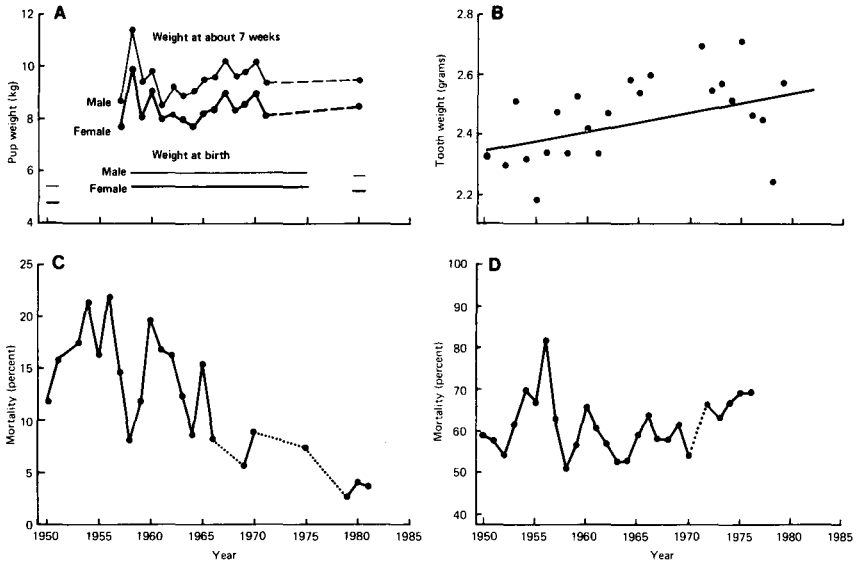 A
Weight at about 7 weeks
Male
Female
Weight at birth
Male
Female
Pup weight (kg)
12
10
8
6
4
B
Tooth weight (grams)
2.8
2.6
2.4
2.2
C
Mortality (percent)
25
20
15
10
5
0
1950 1955 1960 1965 1970 1975 1980 1985
Year
D
Mortality (percent)
100
90
80
70
60
50
40
1950 1955 1960 1965 1970 1975 1980 1985
Year